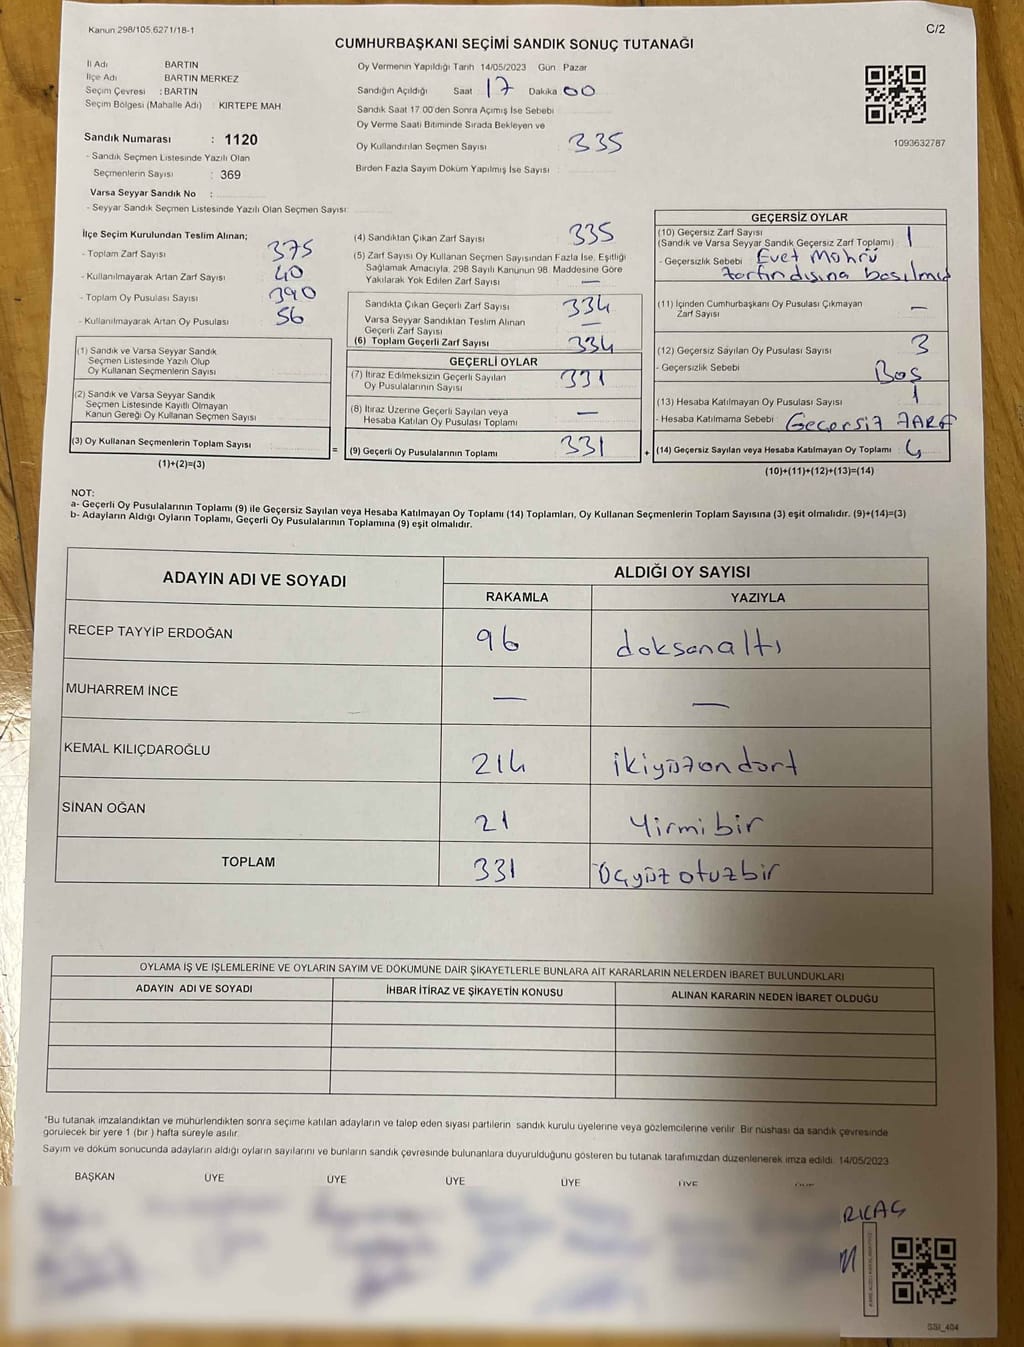 Kanun 298/105,6271/18-1
C/2
CUMHURBAŞKANI SEÇİMİ SANDIK SONUÇ TUTANAĞI
İl Adı BARTIN
İlçe Adı BARTIN MERKEZ
Seçim Çevresi : BARTIN
Seçim Bölgesi (Mahalle Adı) : KIRTEPE MAH
Sandık Numarası : 1120
- Sandık Seçmen Listesinde Yazılı Olan
Seçmenlerin Sayısı : 369
Varsa Seyyar Sandık No :
- Seyyar Sandık Seçmen Listesinde Yazılı Olan Seçmen Sayısı:
Oy Vermenin Yapıldığı Tarih 14/05/2023 Gün Pazar
Sandığın Açıldığı Saat 17 Dakika 00
Sandık Saat 17.00'den Sonra Açılmış İse Sebebi
Oy Verme Saati Bitiminde Sırada Bekleyen ve
Oy Kullandırılan Seçmen Sayısı 335
Birden Fazla Sayım Döküm Yapılmış İse Sayısı
1093632787
İlçe Seçim Kurulundan Teslim Alınan;
- Toplam Zarf Sayısı 375
- Kullanılmayarak Artan Zarf Sayısı 40
- Toplam Oy Pusulası Sayısı 390
- Kullanılmayarak Artan Oy Pusulası 56
(1) Sandık ve Varsa Seyyar Sandık
Seçmen Listesinde Yazılı Olup
Oy Kullanan Seçmenlerin Sayısı
(2) Sandık ve Varsa Seyyar Sandık
Seçmen Listesinde Kayıtlı Olmayan
Kanun Gereği Oy Kullanan Seçmen Sayısı
(3) Oy Kullanan Seçmenlerin Toplam Sayısı
(1)+(2)=(3)
=
(4) Sandıktan Çıkan Zarf Sayısı 335
(5) Zarf Sayısı Oy Kullanan Seçmen Sayısından Fazla İse, Eşitliği
Sağlamak Amacıyla, 298 Sayılı Kanunun 98. Maddesine Göre
Yakılarak Yok Edilen Zarf Sayısı —
Sandıkta Çıkan Geçerli Zarf Sayısı 334
Varsa Seyyar Sandıktan Teslim Alınan
Geçerli Zarf Sayısı —
(6) Toplam Geçerli Zarf Sayısı 334
GEÇERLİ OYLAR
(7) İtiraz Edilmeksizin Geçerli Sayılan
Oy Pusulalarının Sayısı 331
(8) İtiraz Üzerine Geçerli Sayılan veya
Hesaba Katılan Oy Pusulası Toplamı —
(9) Geçerli Oy Pusulalarının Toplamı 331
+
GEÇERSİZ OYLAR
(10) Geçersiz Zarf Sayısı 1
(Sandık ve Varsa Seyyar Sandık Geçersiz Zarf Toplamı)
- Geçersizlik Sebebi Evet Mohrü
zarfın dışına basılmış
(11) İçinden Cumhurbaşkanı Oy Pusulası Çıkmayan
Zarf Sayısı —
(12) Geçersiz Sayılan Oy Pusulası Sayısı 3
- Geçersizlik Sebebi Boş
(13) Hesaba Katılmayan Oy Pusulası Sayısı 1
- Hesaba Katılmama Sebebi Geçersiz ZARF
(14) Geçersiz Sayılan veya Hesaba Katılmayan Oy Toplamı 4
(10)+(11)+(12)+(13)=(14)
NOT:
a- Geçerli Oy Pusulalarının Toplamı (9) ile Geçersiz Sayılan veya Hesaba Katılmayan Oy Toplamı (14) Toplamları, Oy Kullanan Seçmenlerin Toplam Sayısına (3) eşit olmalıdır. (9)+(14)=(3)
b- Adayların Aldığı Oyların Toplamı, Geçerli Oy Pusulalarının Toplamına (9) eşit olmalıdır.
ADAYIN ADI VE SOYADI ALDIĞI OY SAYISI
RAKAMLA YAZIYLA
RECEP TAYYİP ERDOĞAN 96 doksanaltı
MUHARREM İNCE — —
KEMAL KILIÇDAROĞLU 214 ikiyüzondört
SİNAN OĞAN 21 Yirmibir
TOPLAM 331 Üçyüzotuzbir
OYLAMA İŞ VE İŞLEMLERİNE VE OYLARIN SAYIM VE DÖKÜMÜNE DAİR ŞİKAYETLERLE BUNLARA AİT KARARLARIN NELERDEN İBARET BULUNDUKLARI
ADAYIN ADI VE SOYADI İHBAR İTİRAZ VE ŞİKAYETİN KONUSU ALINAN KARARIN NEDEN İBARET OLDUĞU
*Bu tutanak imzalandıktan ve mühürlendikten sonra seçime katılan adayların ve talep eden siyasi partilerin sandık kurulu üyelerine veya gözlemcilerine verilir. Bir nüshası da sandık çevresinde
görülecek bir yere 1 (bir) hafta süreyle asılır.
Sayım ve döküm sonucunda adayların aldığı oyların sayılarını ve bunların sandık çevresinde bulunanlara duyurulduğunu gösteren bu tutanak tarafımızdan düzenlenerek imza edildi. 14/05/2023
BAŞKAN ÜYE ÜYE ÜYE ÜYE ÜYE
SSI_404